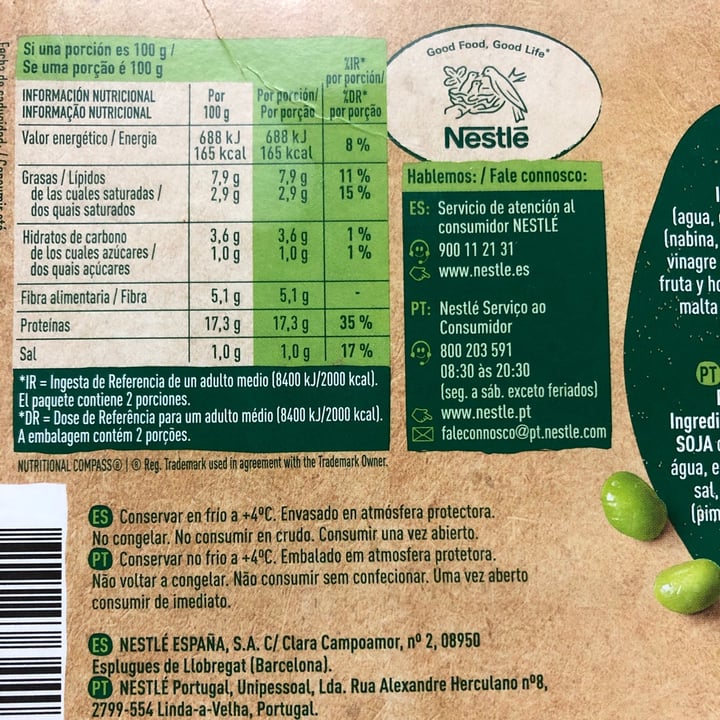 Si una porción es 100 g /
Se uma porção é 100 g
%IR*
por porción/
INFORMACIÓN NUTRICIONAL Por Por porción/ %DR*
INFORMAÇÃO NUTRICIONAL 100 g Por porção por porção
Valor energético / Energia 688 kJ 688 kJ 8 %
165 kcal 165 kcal
Grasas / Lípidos 7,9 g 7,9 g 11 %
de las cuales saturadas / 2,9 g 2,9 g 15 %
dos quais saturados
Hidratos de carbono 3,6 g 3,6 g 1 %
de los cuales azúcares / 1,0 g 1,0 g 1 %
dos quais açúcares
Fibra alimentaria / Fibra 5,1 g 5,1 g -
Proteínas 17,3 g 17,3 g 35 %
Sal 1,0 g 1,0 g 17 %
*IR = Ingesta de Referencia de un adulto medio (8400 kJ/2000 kcal).
El paquete contiene 2 porciones.
*DR = Dose de Referência para um adulto médio (8400 kJ/2000 kcal).
A embalagem contém 2 porções.
NUTRITIONAL COMPASS® | ® Reg. Trademark used in agreement with the Trademark Owner.
Good Food, Good Life*
Nestlé
Hablemos: / Fale connosco:
ES: Servicio de atención al
consumidor NESTLÉ
900 11 21 31
www.nestle.es
PT: Nestlé Serviço ao
Consumidor
800 203 591
08:30 às 20:30
(seg. a sáb. exceto feriados)
www.nestle.pt
faleconnosco@pt.nestle.com
(agua,
(nabina,
vinagre
fruta y
malta
PT
SOJA
água,
sal,
ES Conservar en frío a +4ºC. Envasado en atmósfera protectora.
No congelar. No consumir en crudo. Consumir una vez abierto.
PT Conservar no frio a +4ºC. Embalado em atmosfera protetora.
Não voltar a congelar. Não consumir sem confecionar. Uma vez aberto
consumir de imediato.
ES NESTLÉ ESPAÑA, S.A. C/ Clara Campoamor, nº 2, 08950
Esplugues de Llobregat (Barcelona).
PT NESTLÉ Portugal, Unipessoal, Lda. Rua Alexandre Herculano nº8,
2799-554 Linda-a-Velha, Portugal.